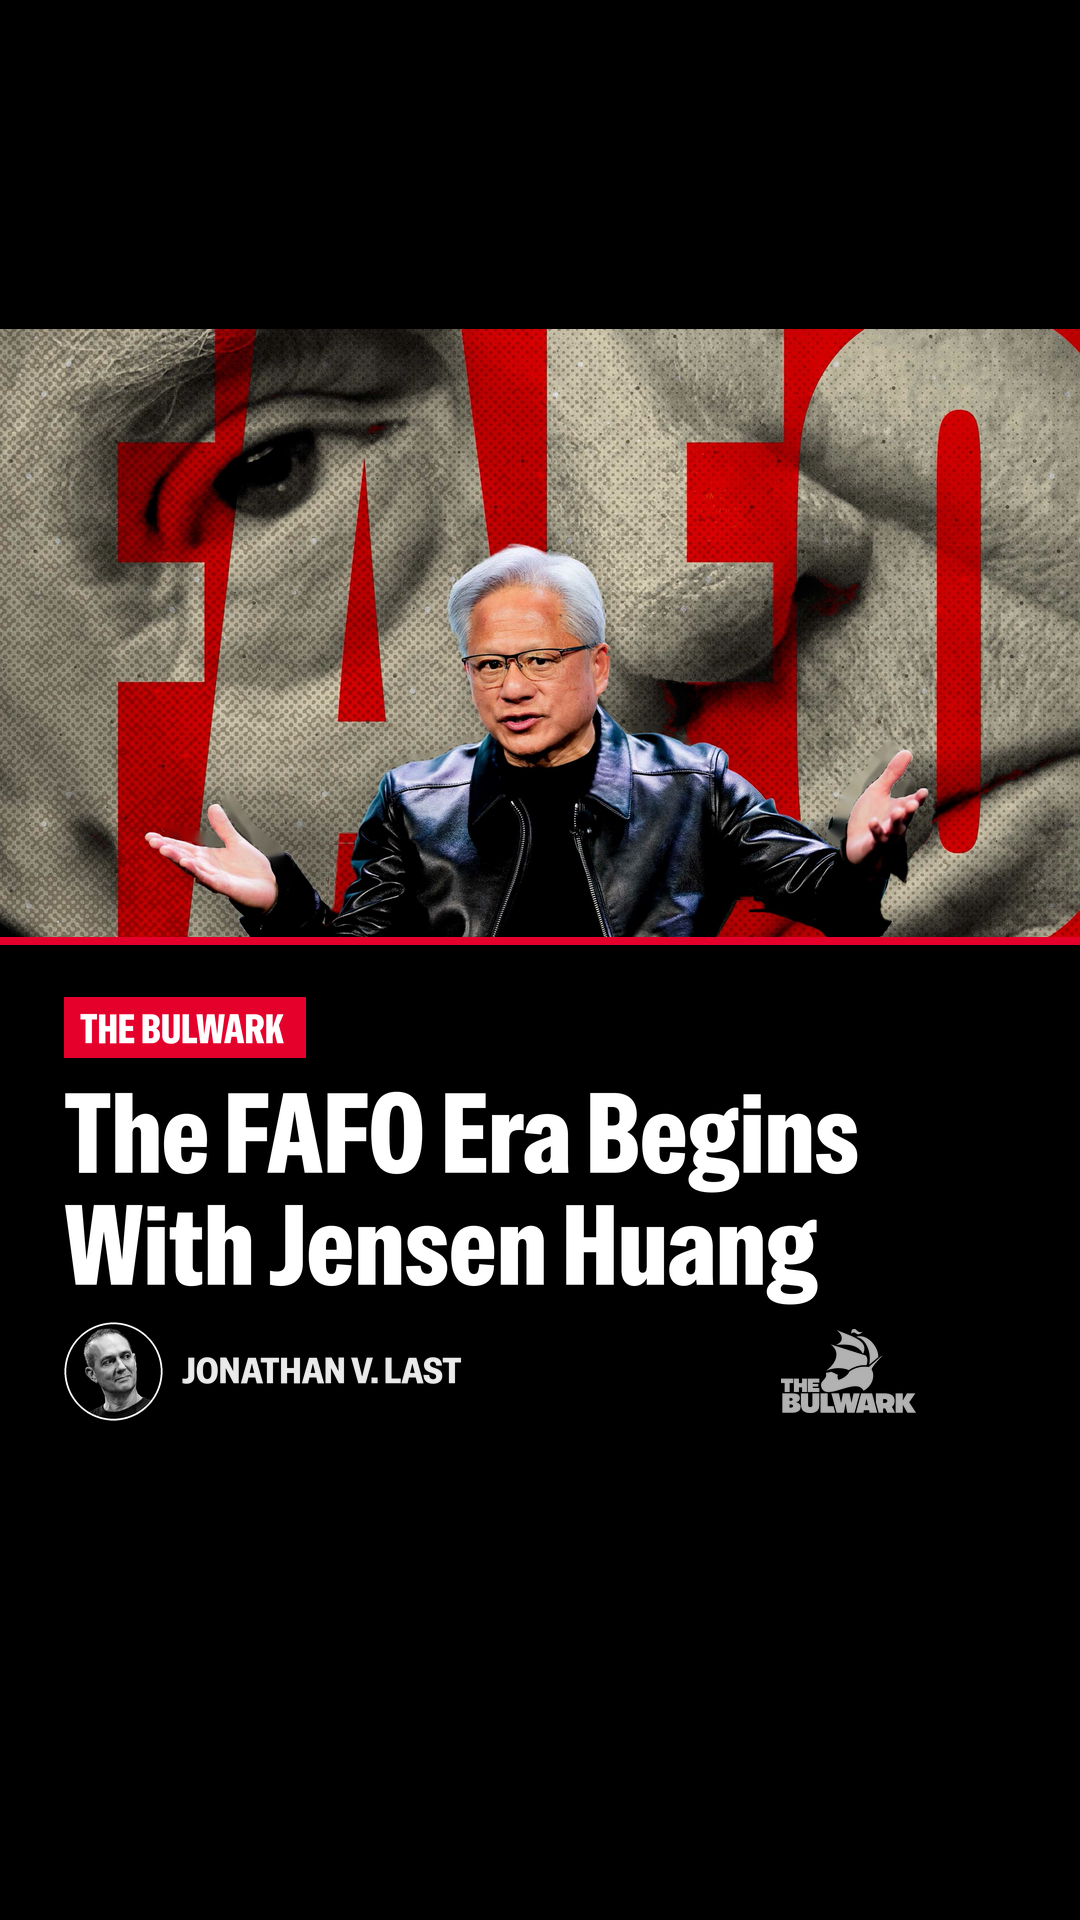 FAFO
THE BULWARK
The FAFO Era Begins
With Jensen Huang
JONATHAN V. LAST
THE
BULWARK